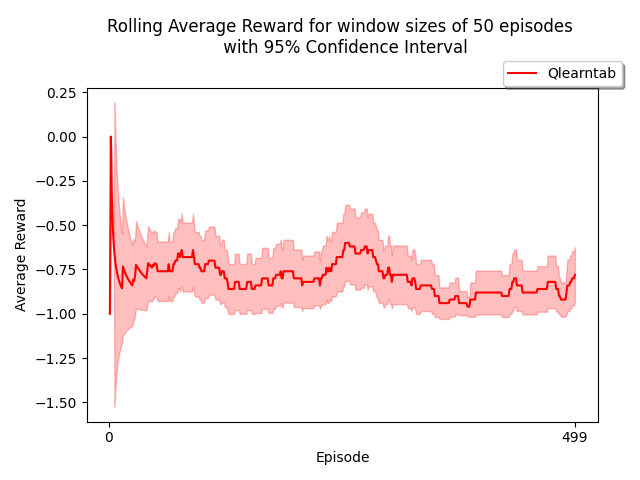 Rolling Average Reward for window sizes of 50 episodes
with 95% Confidence Interval
Qlearntab
0.25
0.00
−0.25
−0.50
−0.75
−1.00
−1.25
−1.50
Average Reward
0 499
Episode